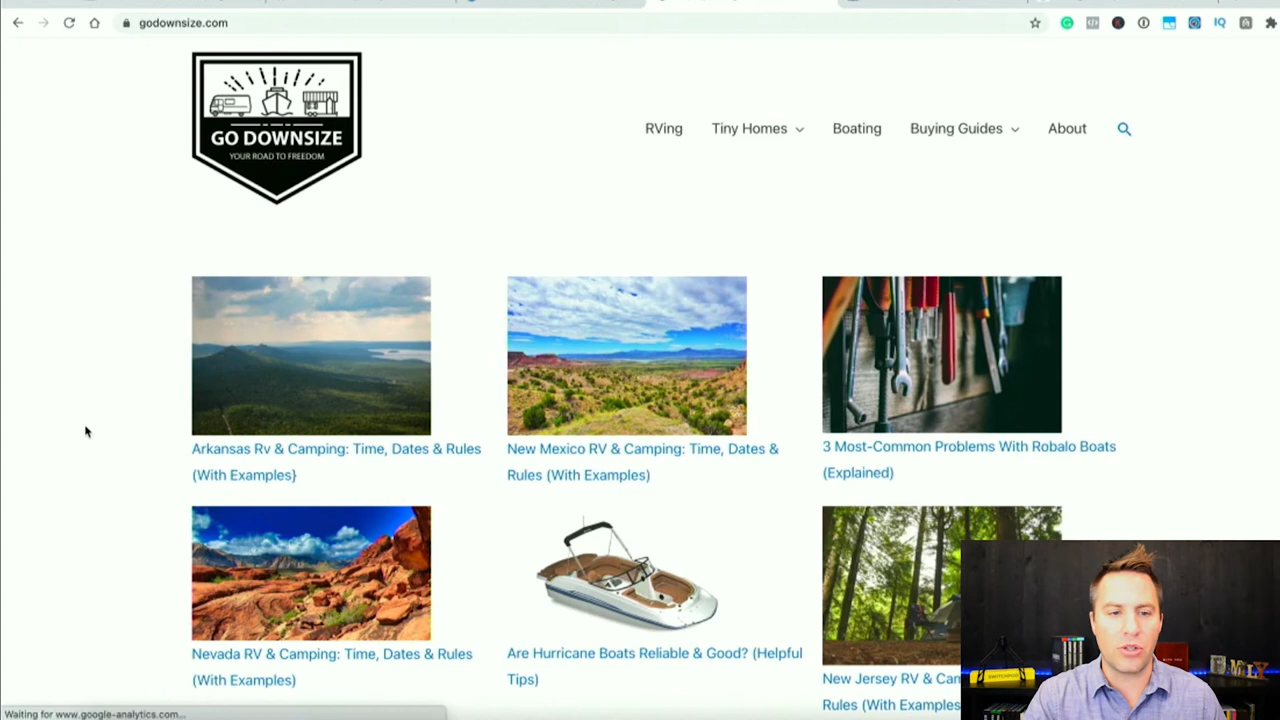 godownsize.com
IQ
GO DOWNSIZE
YOUR ROAD TO FREEDOM
RVing
Tiny Homes
Boating
Buying Guides
About
Arkansas Rv & Camping: Time, Dates & Rules
(With Examples}
New Mexico RV & Camping: Time, Dates &
Rules (With Examples)
3 Most-Common Problems With Robalo Boats
(Explained)
Nevada RV & Camping: Time, Dates & Rules
(With Examples)
Are Hurricane Boats Reliable & Good? (Helpful
Tips)
New Jersey RV & Cam
Rules (With Examples
Waiting for www.google-analytics.com...